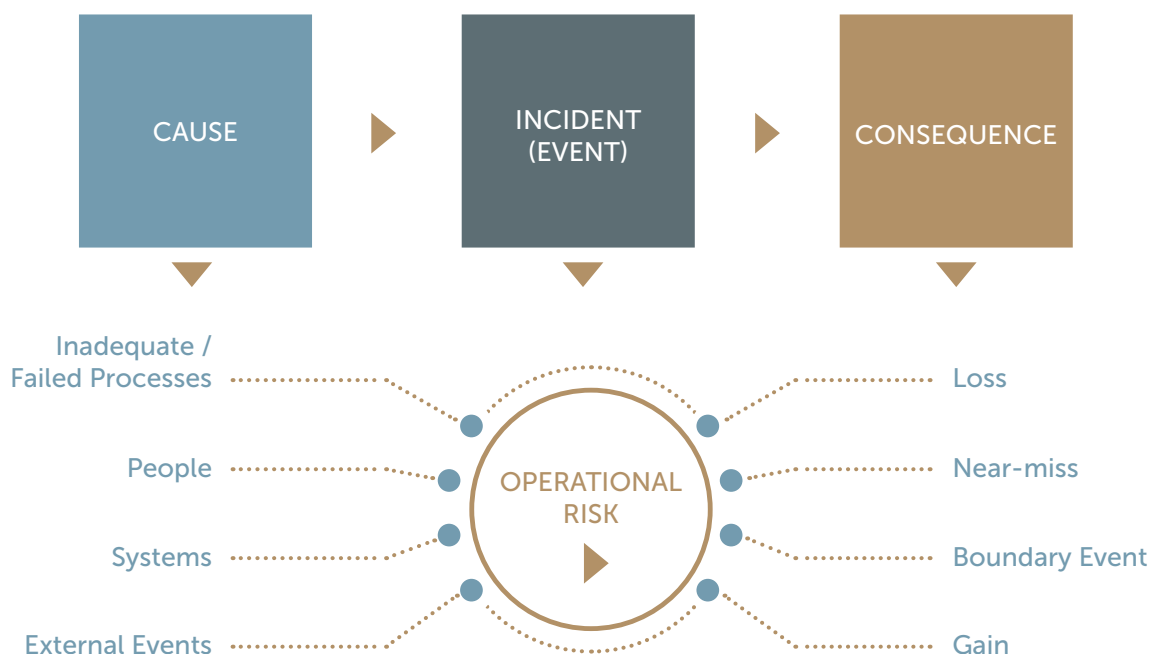 CAUSE
INCIDENT
(EVENT)
CONSEQUENCE
Inadequate /
Failed Processes
People
Systems
External Events
OPERATIONAL
RISK
Loss
Near-miss
Boundary Event
Gain